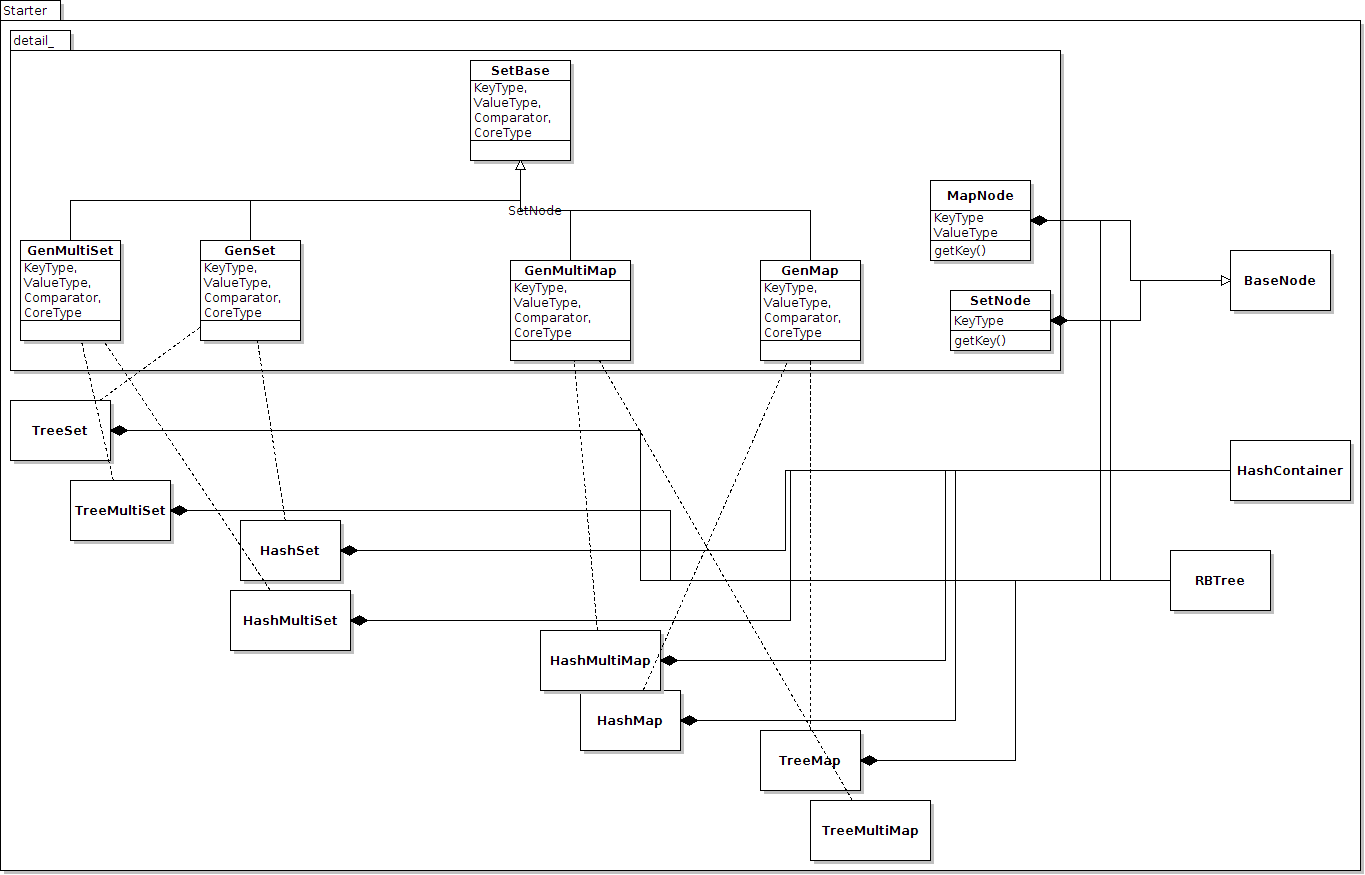 Starter
detail_
SetBase
KeyType,
ValueType,
Comparator,
CoreType
SetNode
MapNode
KeyType
ValueType
getKey()
GenMultiSet
KeyType,
ValueType,
Comparator,
CoreType
GenSet
KeyType,
ValueType,
Comparator,
CoreType
GenMultiMap
KeyType,
ValueType,
Comparator,
CoreType
GenMap
KeyType,
ValueType,
Comparator,
CoreType
BaseNode
SetNode
KeyType
getKey()
TreeSet
HashContainer
TreeMultiSet
HashSet
RBTree
HashMultiSet
HashMultiMap
HashMap
TreeMap
TreeMultiMap